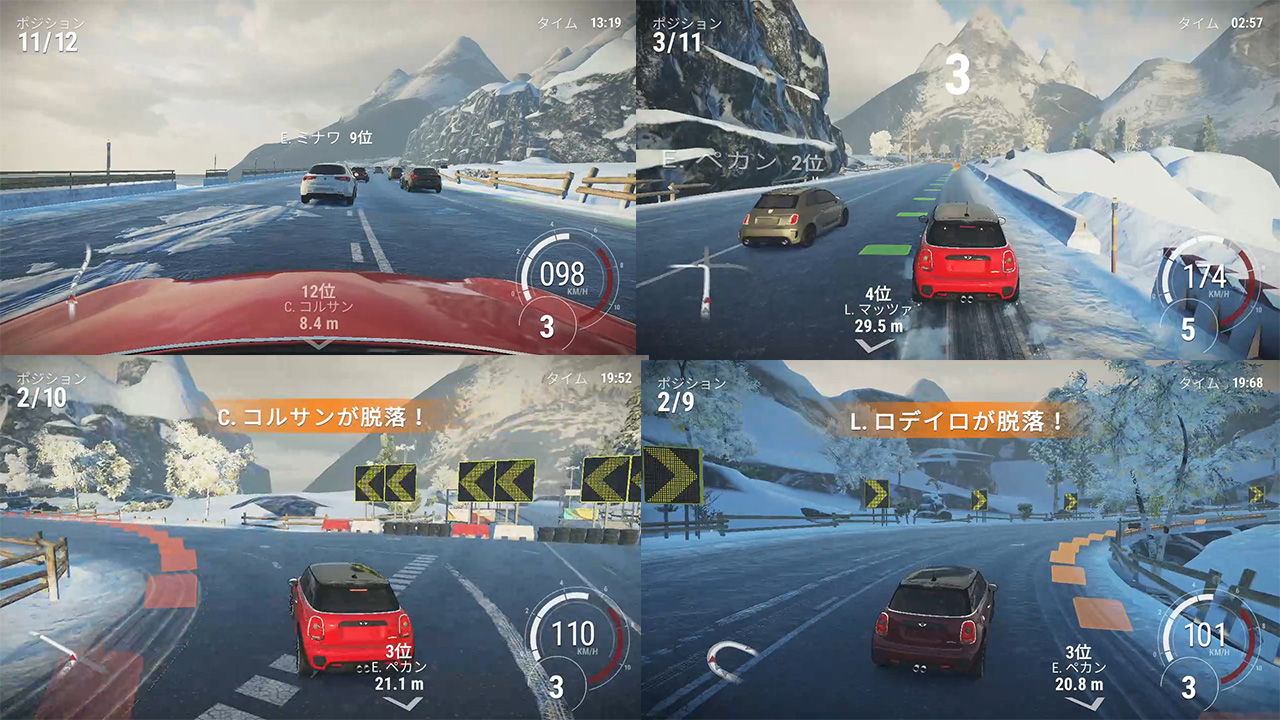 ポジション
11/12
タイム 13:19
E. ミナワ 9位
12位
C. コルサン
8.4 m
098
KM/H
3
ポジション
3/11
タイム 02:57
3
E. ペカン 2位
4位
L. マッツァ
29.5 m
174
KM/H
5
ポジション
2/10
タイム 19:52
C. コルサンが脱落！
3位
E. ペカン
21.1 m
110
KM/H
3
ポジション
2/9
タイム 19:68
L. ロデイロが脱落！
3位
E. ペカン
20.8 m
101
KM/H
3